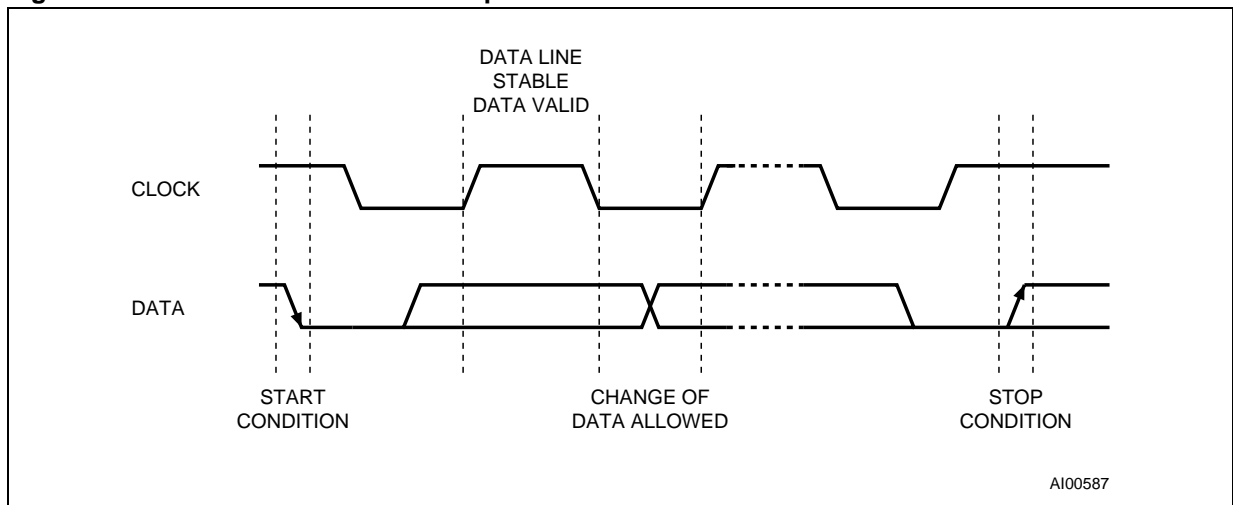 DATA LINE
STABLE
DATA VALID
CLOCK
DATA
START
CONDITION
CHANGE OF
DATA ALLOWED
STOP
CONDITION
AI00587